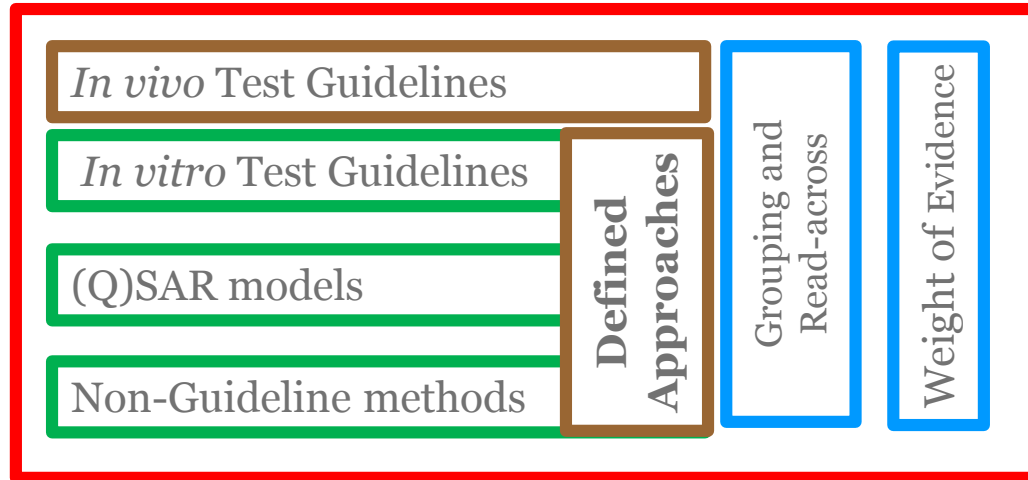 In vivo Test Guidelines
In vitro Test Guidelines
(Q)SAR models
Non-Guideline methods
Defined
Approaches
Grouping and
Read-across
Weight of Evidence